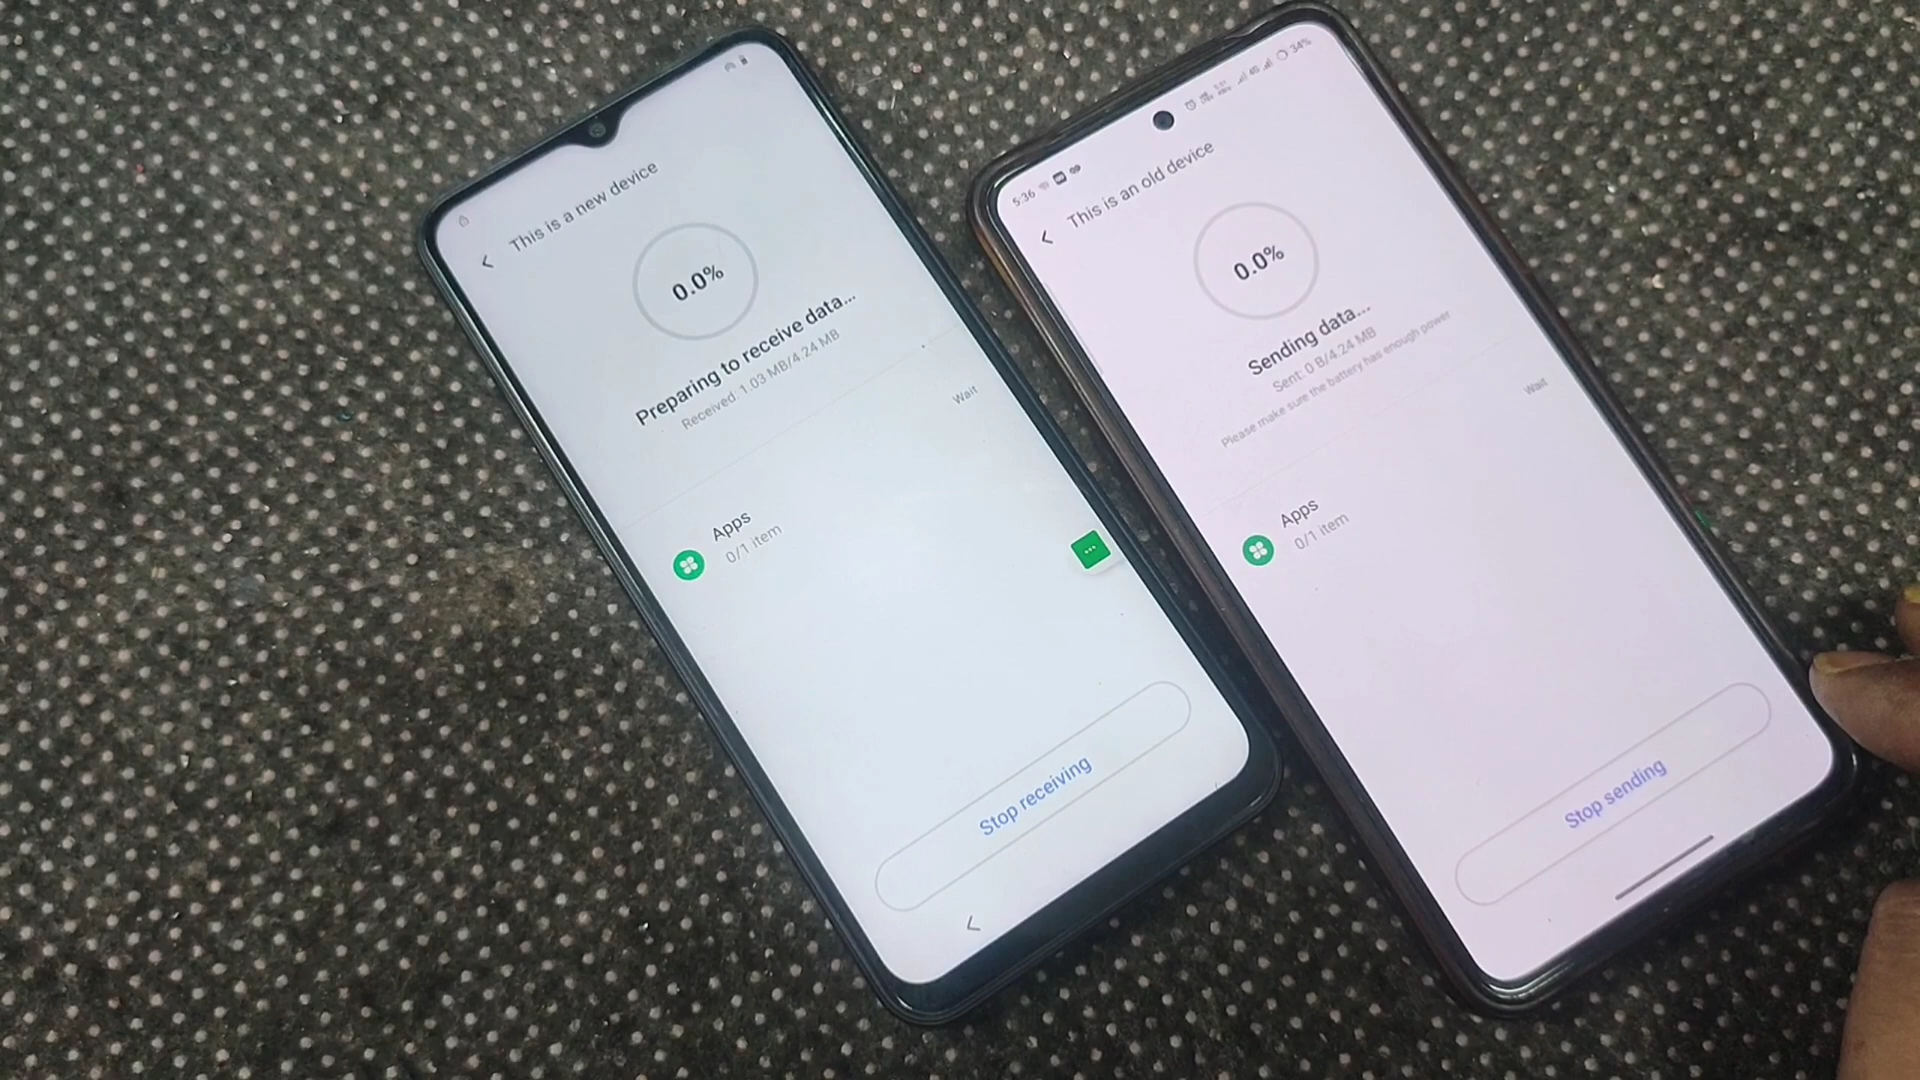 This is a new device
0.0%
Preparing to receive data...
Received: 1.03 MB/4.24 MB
Wait
Apps
0/1 item
Stop receiving
5:36
4G
34%
This is an old device
0.0%
Sending data...
Sent: 0 B/4.24 MB
Please make sure the battery has enough power
Wait
Apps
0/1 item
Stop sending